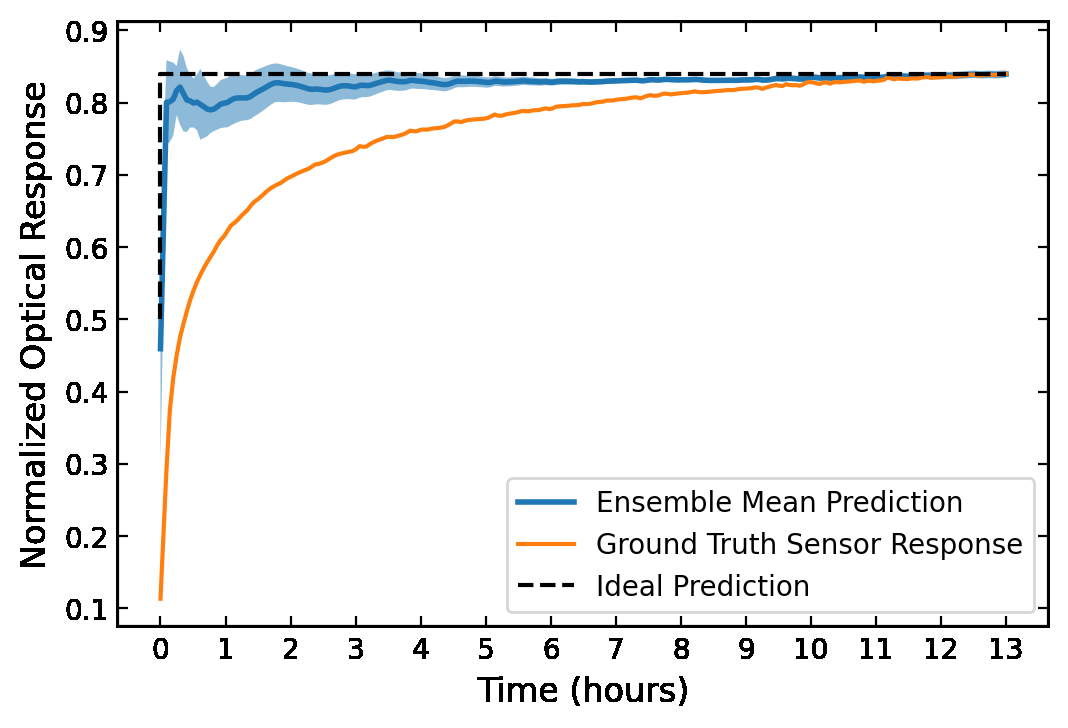 Normalized Optical Response
0.9
0.8
0.7
0.6
0.5
0.4
0.3
0.2
0.1
Ensemble Mean Prediction
Ground Truth Sensor Response
Ideal Prediction
0 1 2 3 4 5 6 7 8 9 10 11 12 13
Time (hours)